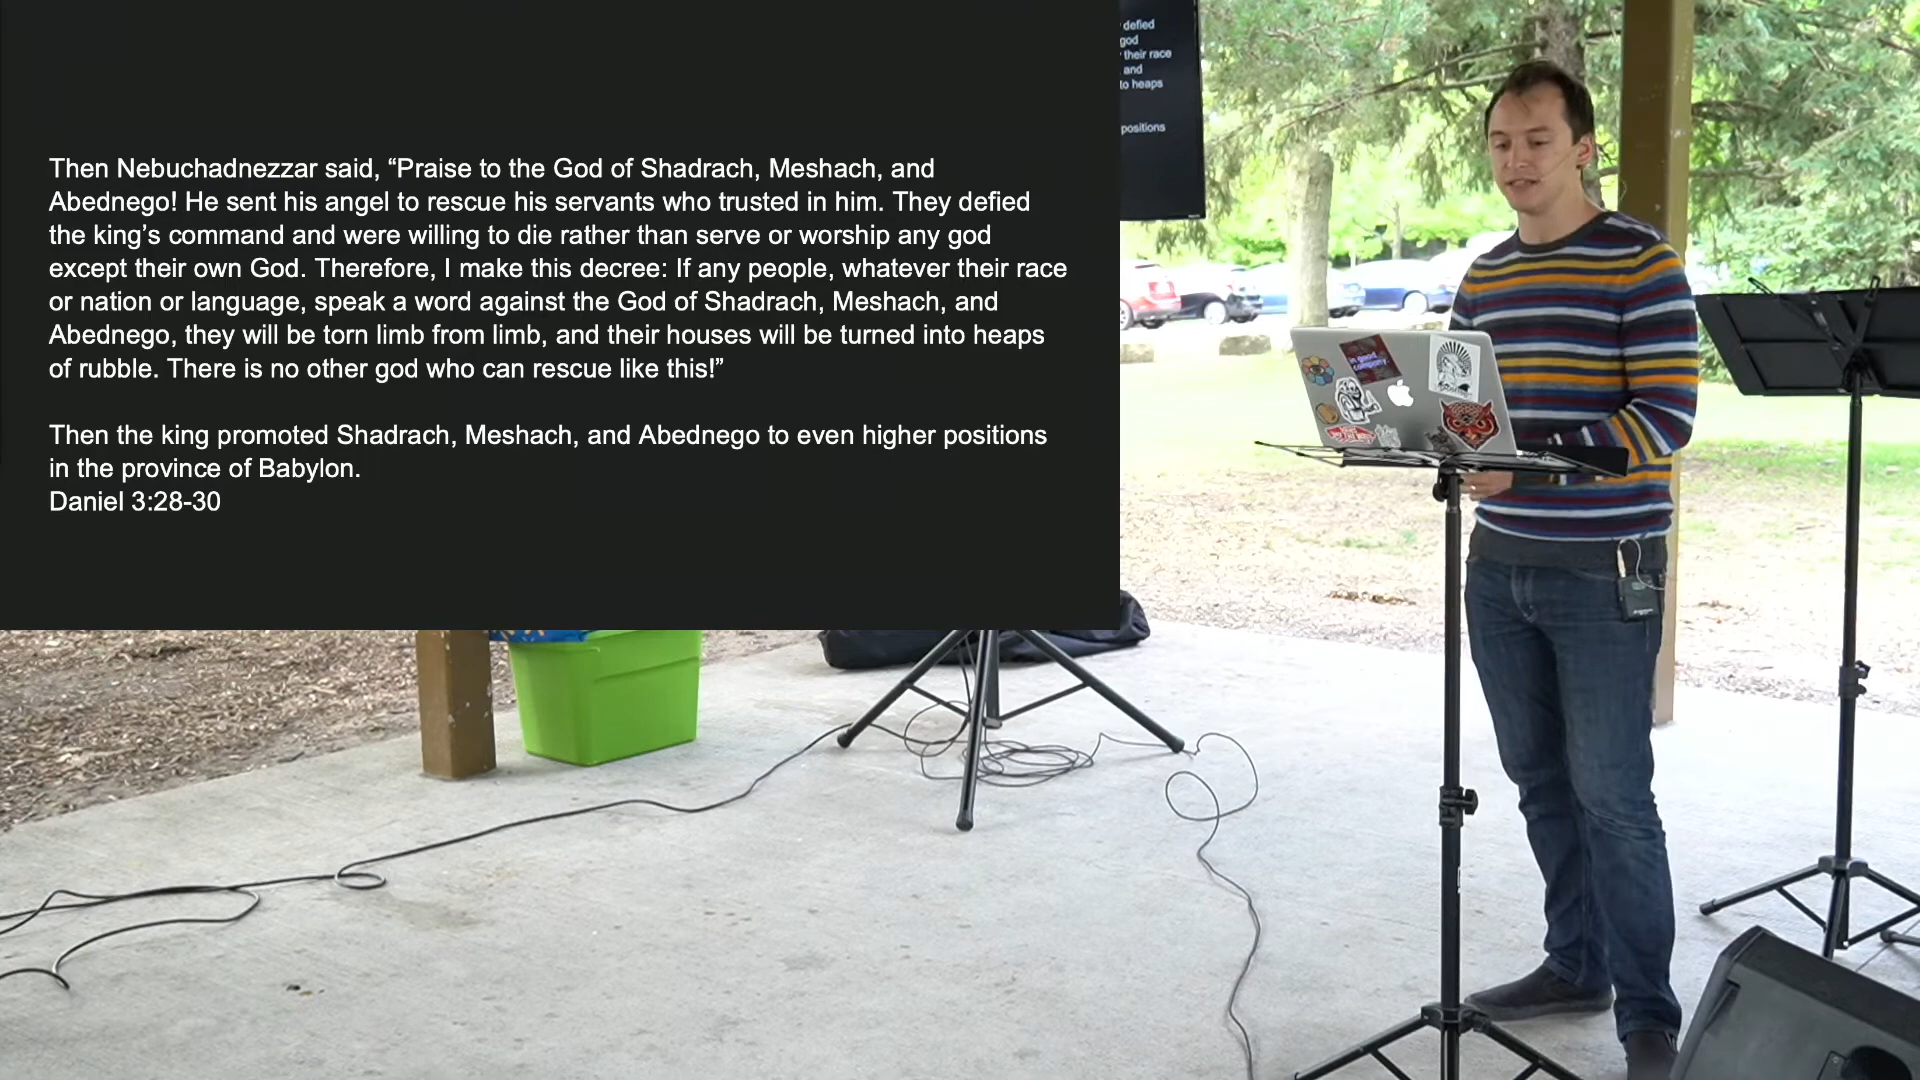 Then Nebuchadnezzar said, “Praise to the God of Shadrach, Meshach, and
Abednego! He sent his angel to rescue his servants who trusted in him. They defied
the king’s command and were willing to die rather than serve or worship any god
except their own God. Therefore, I make this decree: If any people, whatever their race
or nation or language, speak a word against the God of Shadrach, Meshach, and
Abednego, they will be torn limb from limb, and their houses will be turned into heaps
of rubble. There is no other god who can rescue like this!”
Then the king promoted Shadrach, Meshach, and Abednego to even higher positions
in the province of Babylon.
Daniel 3:28-30
defied
god
their race
and
to heaps
positions
in good
company.